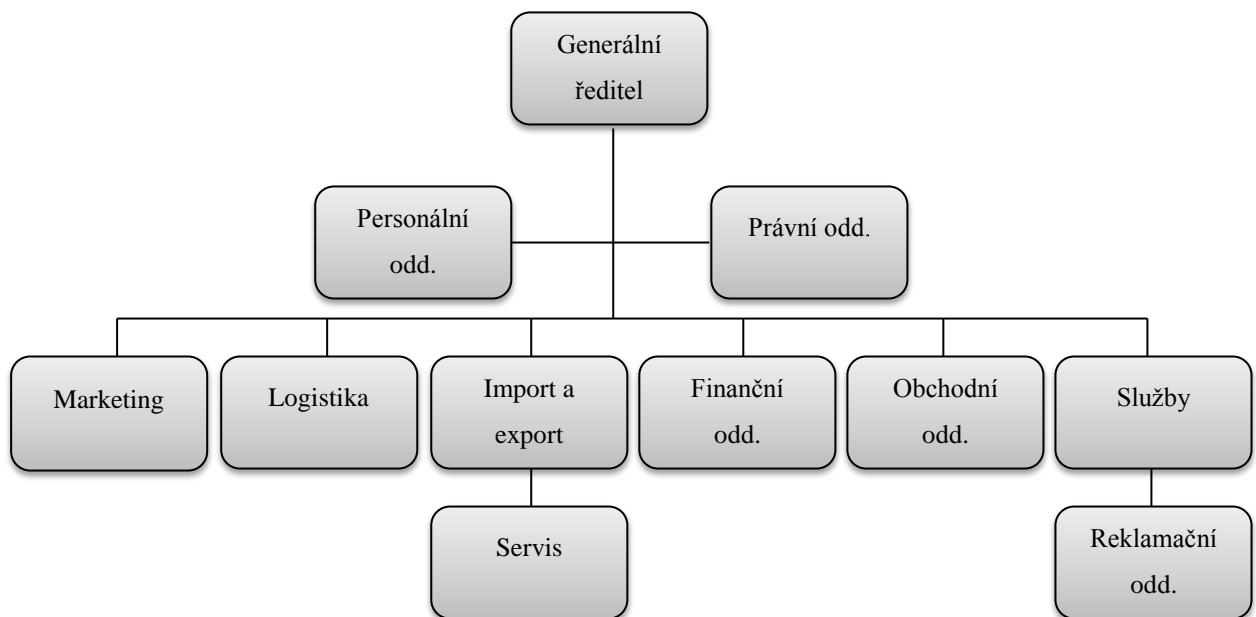 Generální
ředitel
Personální
odd.
Právní odd.
Marketing
Logistika
Import a
export
Finanční
odd.
Obchodní
odd.
Služby
Servis
Reklamační
odd.